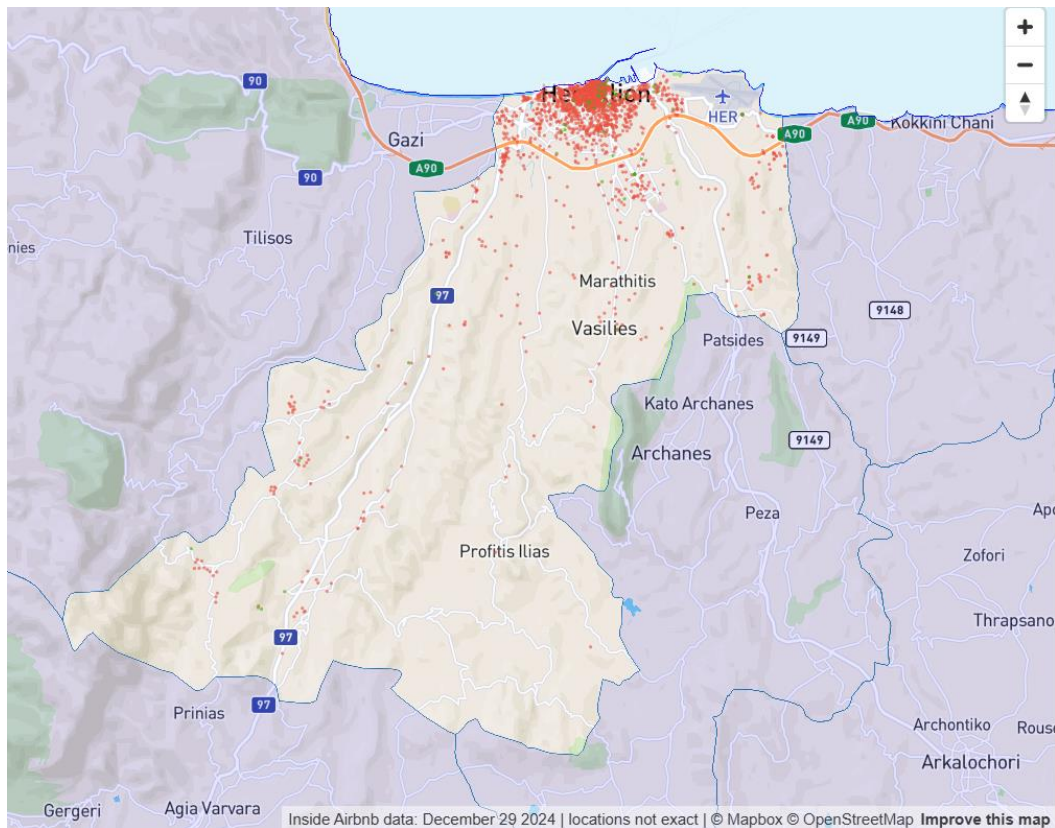 +
−
90
Heraklion
HER
A90
A90
Kokkini Chani
Gazi
A90
90
Tilisos
nies
Marathitis
97
9148
Vasilies
Patsides
9149
Kato Archanes
9149
Archanes
Peza
Apo
Profitis Ilias
Zofori
Thrapsano
97
97
Prinias
Archontiko
Rouso
Arkalochori
Gergeri
Agia Varvara
Inside Airbnb data: December 29 2024 | locations not exact | © Mapbox © OpenStreetMap Improve this map